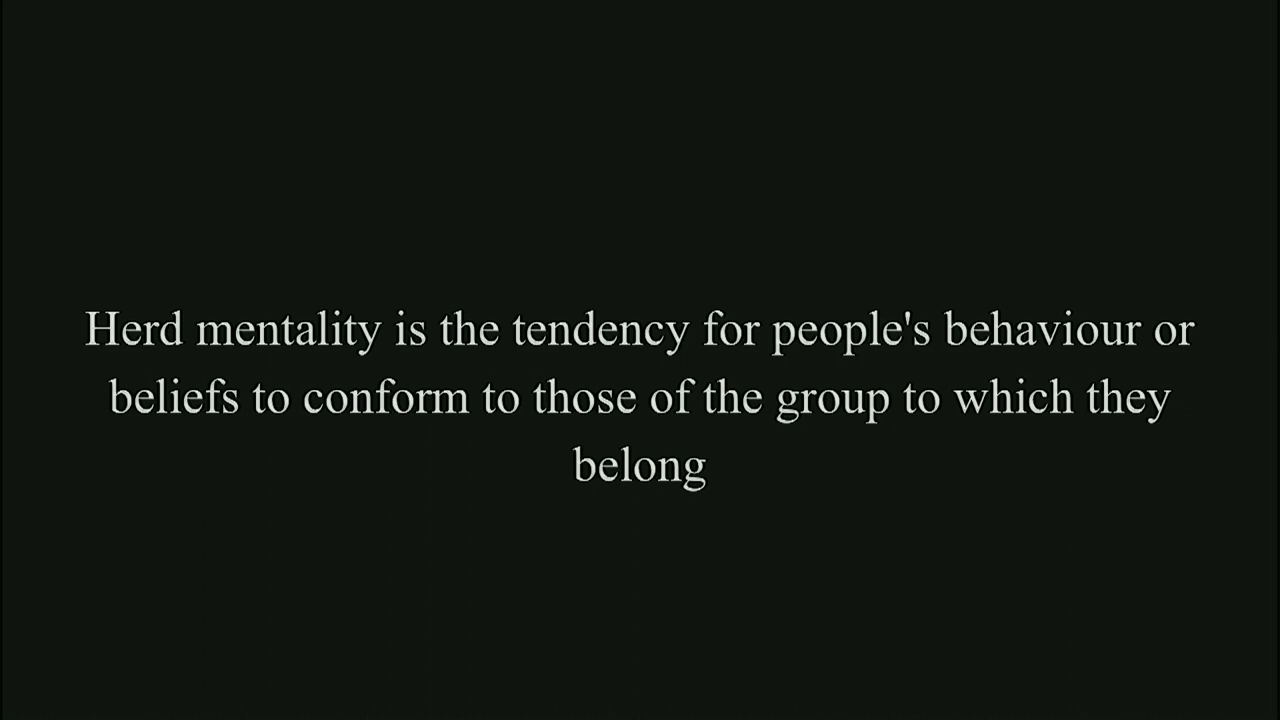 Herd mentality is the tendency for people's behaviour or
beliefs to conform to those of the group to which they
belong